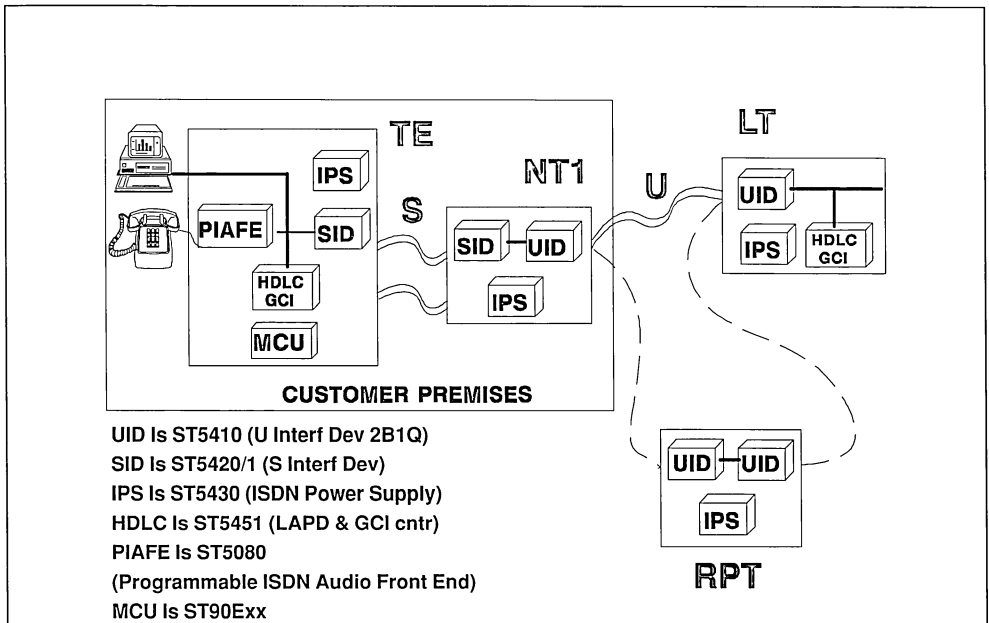 LT
TE
NT1
U
IPS
S
UID
PIAFE
SID
SID
UID
IPS
HDLC
GCI
HDLC
GCI
IPS
MCU
CUSTOMER PREMISES
UID Is ST5410 (U Interf Dev 2B1Q)
SID Is ST5420/1 (S Interf Dev)
IPS Is ST5430 (ISDN Power Supply)
HDLC Is ST5451 (LAPD & GCI cntr)
PIAFE Is ST5080
(Programmable ISDN Audio Front End)
MCU Is ST90Exx
UID
UID
IPS
RPT